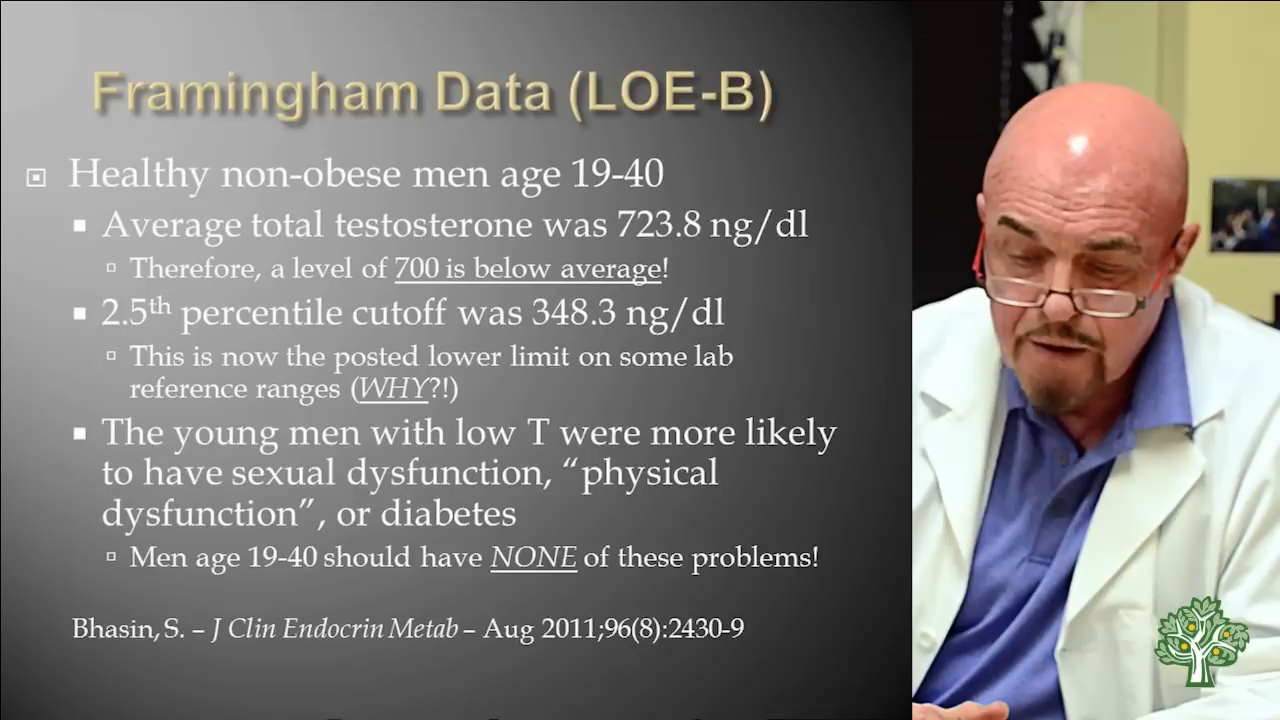 Framingham Data (LOE-B)
Healthy non-obese men age 19-40
Average total testosterone was 723.8 ng/dl
Therefore, a level of 700 is below average!
2.5th percentile cutoff was 348.3 ng/dl
This is now the posted lower limit on some lab
reference ranges (WHY?!)
The young men with low T were more likely
to have sexual dysfunction, “physical
dysfunction”, or diabetes
Men age 19-40 should have NONE of these problems!
Bhasin, S. – J Clin Endocrin Metab – Aug 2011;96(8):2430-9